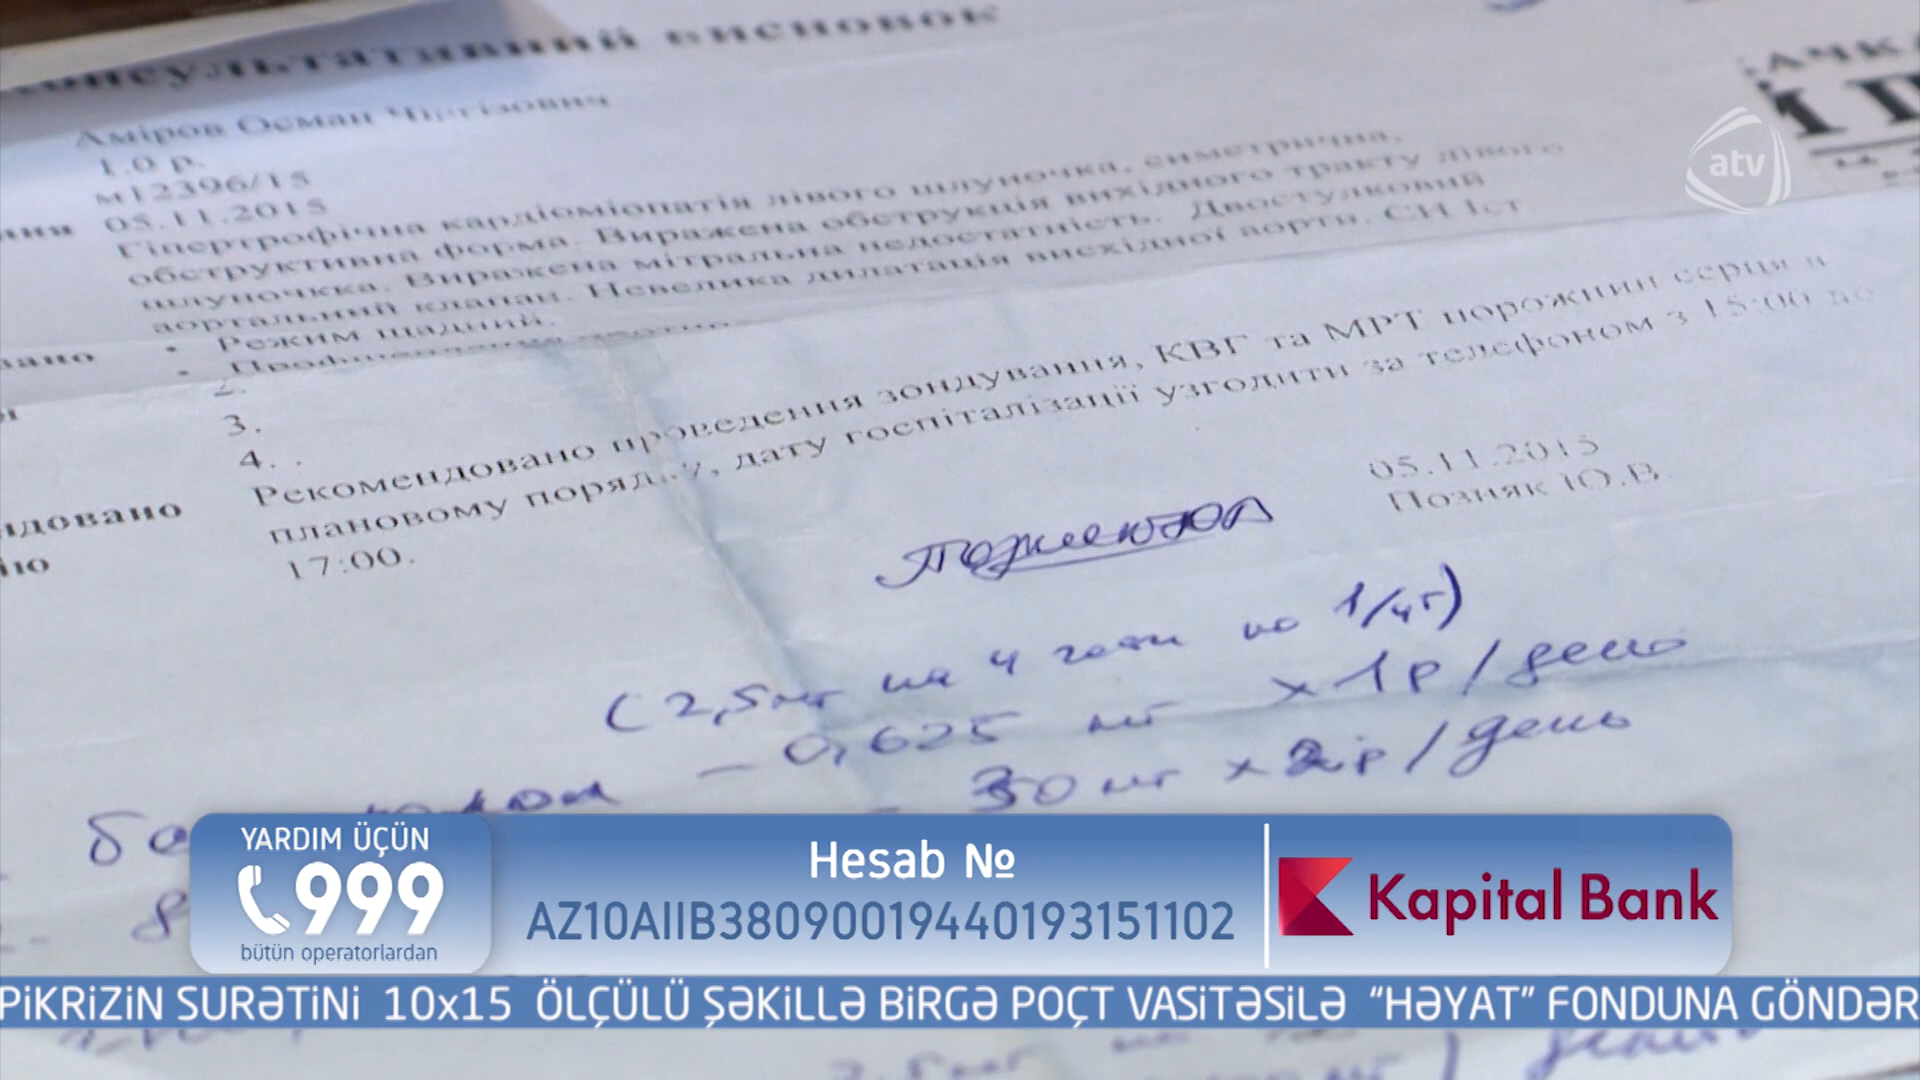 консультативний висновок
Аміров Осман Чингізович
1.0 р.
м12396/15
05.11.2015
Гіпертрофічна кардіоміопатія лівого шлуночка, симетрична,
обструктивна форма. Виражена обструкція вихідного тракту лівого
шлуночкка. Виражена мітральна недостатність. Двостулковий
аортальний клапан. Невелика дилатація висхідної аорти. СН Iст.
• Режим щадний.
2.
3.
4. .
Рекомендовано проведення зондування, КВГ та МРТ порожнин серця в
плановому порядку, дату госпіталізації узгодити за телефоном з 15:00 до
17:00.
05.11.2015
Позняк Ю.В.
(2,5мг на 4 части по 1/4т)
– 0,625 мг x 1р/день
- 30 мг x 2р/день
atv
YARDIM ÜÇÜN
999
bütün operatorlardan
Hesab №
AZ10AIIB38090019440193151102
Kapital Bank
PİKRİZİN SURƏTİNİ 10x15 ÖLÇÜLÜ ŞƏKİLLƏ BİRGƏ POÇT VASİTƏSİLƏ “HƏYAT” FONDUNA GÖNDƏR